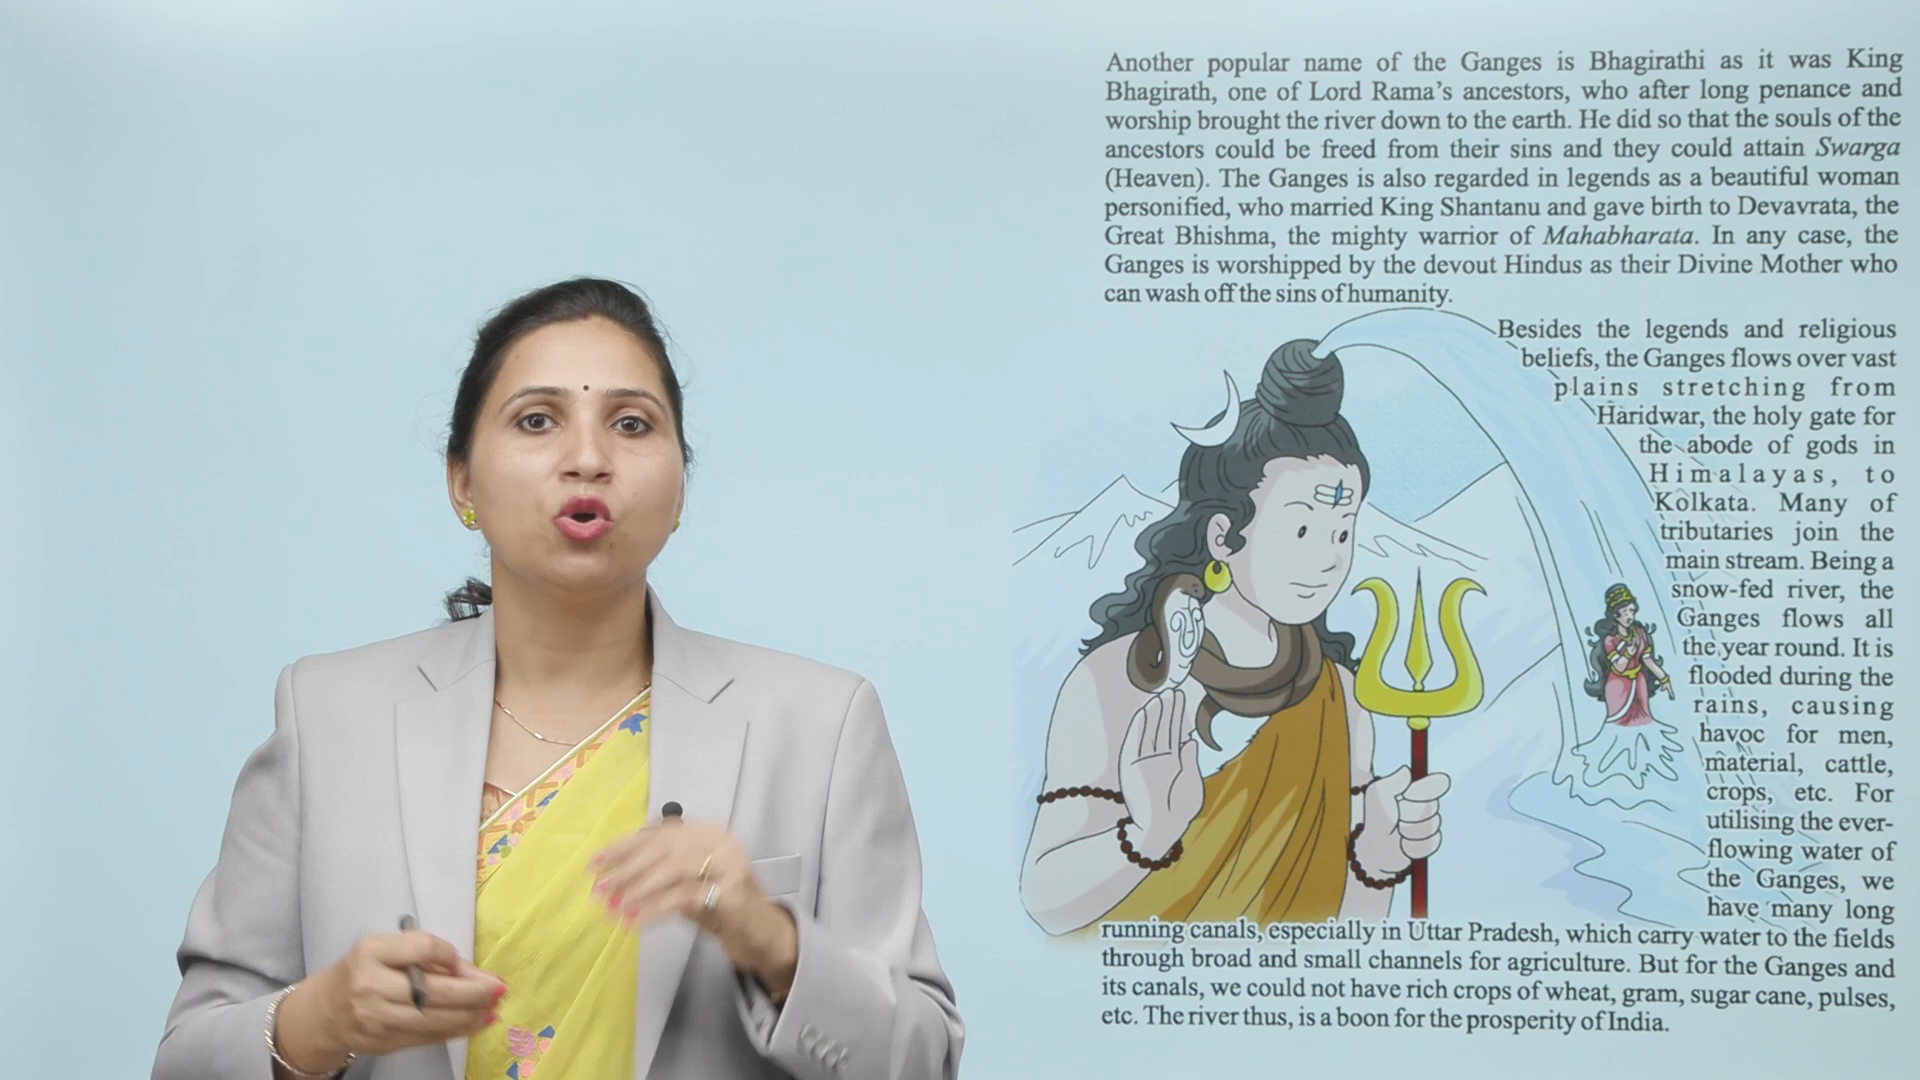 Another popular name of the Ganges is Bhagirathi as it was King
Bhagirath, one of Lord Rama's ancestors, who after long penance and
worship brought the river down to the earth. He did so that the souls of the
ancestors could be freed from their sins and they could attain Swarga
(Heaven). The Ganges is also regarded in legends as a beautiful woman
personified, who married King Shantanu and gave birth to Devavrata, the
Great Bhishma, the mighty warrior of Mahabharata. In any case, the
Ganges is worshipped by the devout Hindus as their Divine Mother who
can wash off the sins of humanity.
Besides the legends and religious
beliefs, the Ganges flows over vast
plains stretching from
Haridwar, the holy gate for
the abode of gods in
Himalayas, to
Kolkata. Many of
tributaries join the
main stream. Being a
snow-fed river, the
Ganges flows all
the year round. It is
flooded during the
rains, causing
havoc for men,
material, cattle,
crops, etc. For
utilising the ever-
flowing water of
the Ganges, we
have many long
running canals, especially in Uttar Pradesh, which carry water to the fields
through broad and small channels for agriculture. But for the Ganges and
its canals, we could not have rich crops of wheat, gram, sugar cane, pulses,
etc. The river thus, is a boon for the prosperity of India.